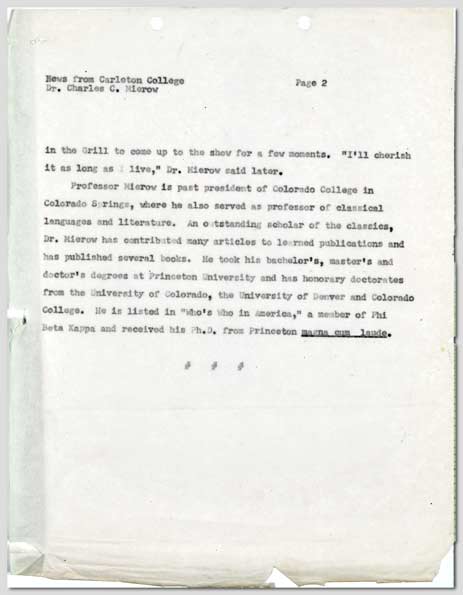 News from Carleton College Page 2
Dr. Charles C. Mierow
in the Grill to come up to the show for a few moments. "I'll cherish
it as long as I live," Dr. Mierow said later.
Professor Mierow is past president of Colorado College in
Colorado Springs, where he also served as professor of classical
languages and literature. An outstanding scholar of the classics,
Dr. Mierow has contributed many articles to learned publications and
has published several books. He took his bachelor's, master's and
doctor's degrees at Princeton University and has honorary doctorates
from the University of Colorado, the University of Denver and Colorado
College. He is listed in "Who's Who in America," a member of Phi
Beta Kappa and received his Ph.D. from Princeton magna cum laude.
# # #